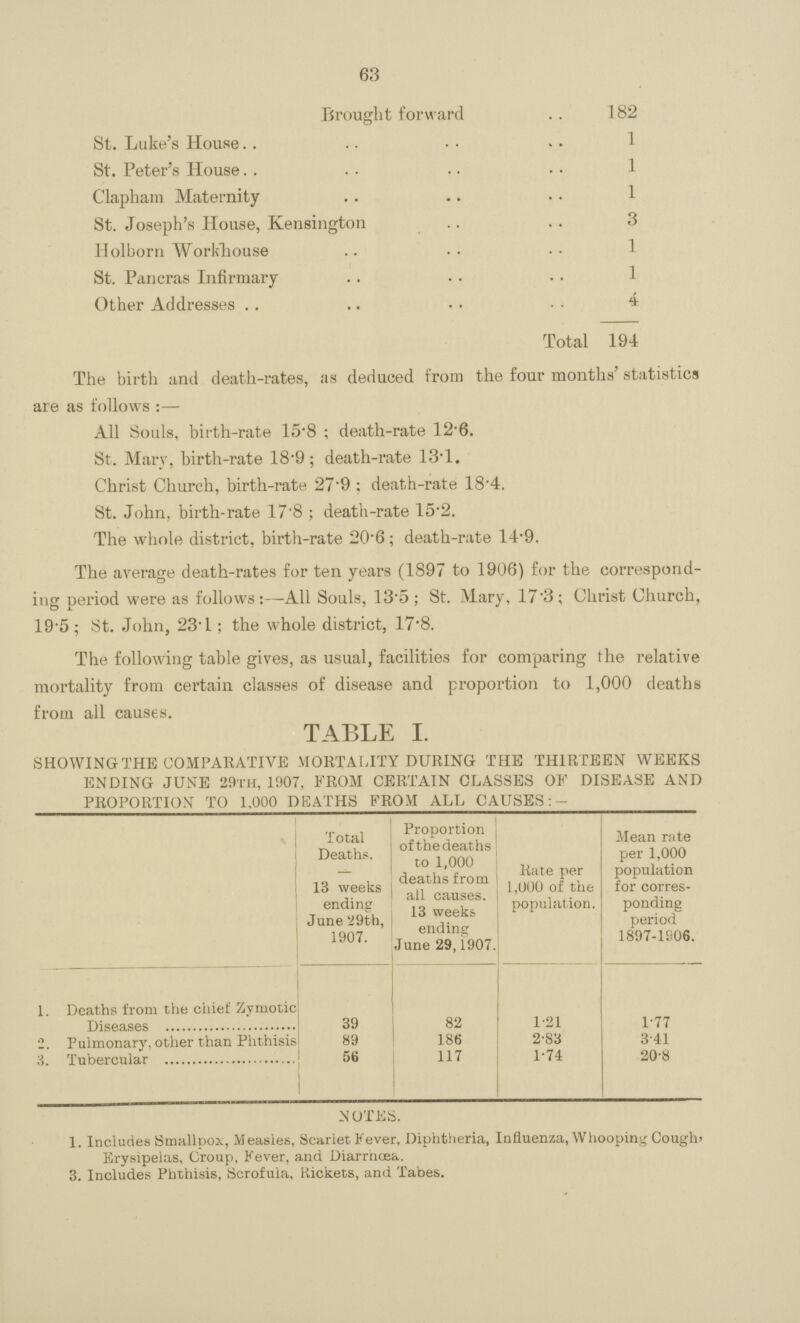 63
Brought forward .. 182
St. Luke's House.. .. .. .. 1
St. Peter's House.. .. .. .. 1
Clapham Maternity .. .. .. 1
St. Joseph's House, Kensington .. .. 3
Holborn Workhouse .. .. .. 1
St. Pancras Infirmary .. .. .. 1
Other Addresses .. .. .. .. 4
Total 194
The birth and death-rates, as deduced from the four months' statistics
are as follows :—
All Souls, birth-rate 15·8 ; death-rate 12·6.
St. Mary, birth-rate 18·9 ; death-rate 13·1.
Christ Church, birth-rate 27·9 ; death-rate 18·4.
St. John, birth-rate 17·8 ; death-rate 15·2.
The whole district, birth-rate 20·6 ; death-rate 14·9.
The average death-rates for ten years (1897 to 1906) for the correspond-
ing period were as follows :—All Souls, 13·5 ; St. Mary, 17·3 ; Christ Church,
19·5 ; St. John, 23·1 ; the whole district, 17·8.
The following table gives, as usual, facilities for comparing the relative
mortality from certain classes of disease and proportion to 1,000 deaths
from all causes.
TABLE I.
SHOWING THE COMPARATIVE MORTALITY DURING THE THIRTEEN WEEKS
ENDING JUNE 29TH, 1907, FROM CERTAIN CLASSES OF DISEASE AND
PROPORTION TO 1,000 DEATHS FROM ALL CAUSES:—
Total
Deaths.
—
13 weeks
ending
June 29th,
1907.
Proportion
of the deaths
to 1,000
deaths from
all causes.
13 weeks
ending
June 29, 1907.
Rate per
1,000 of the
population.
Mean rate
per 1,000
population
for corres-
ponding
period
1897-1906.
1. Deaths from the chief Zymotic
Diseases ........................ 39 82 1·21 1·77
2. Pulmonary, other than Phthisis 89 186 2·83 3·41
3. Tubercular ........................ 56 117 1·74 20·8
NOTES.
1. Includes Smallpox, Measles, Scarlet Fever, Diphtheria, Influenza, Whooping Cough,
Erysipelas, Croup, Fever, and Diarrhœa.
3. Includes Phthisis, Scrofula, Rickets, and Tabes.